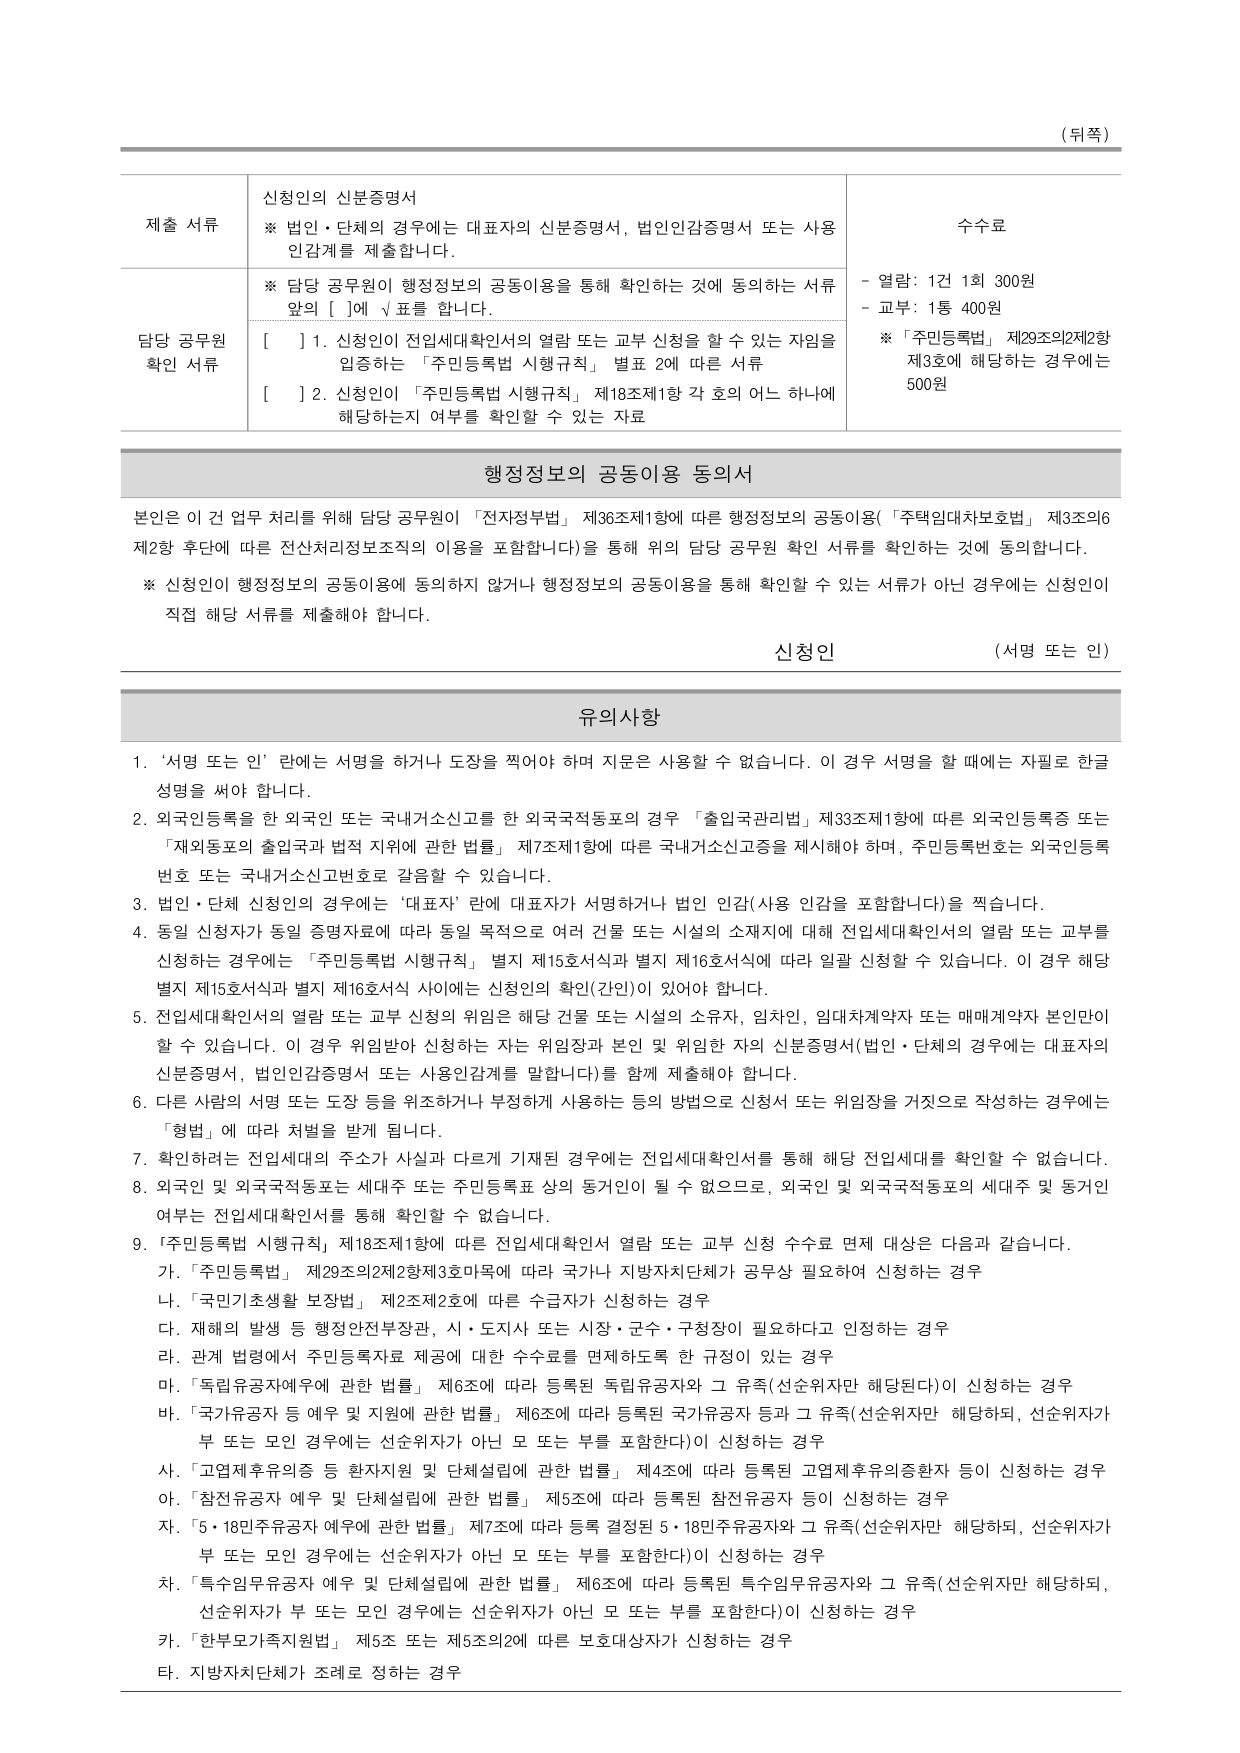 (뒤쪽)
제출 서류
신청인의 신분증명서
※ 법인·단체의 경우에는 대표자의 신분증명서, 법인인감증명서 또는 사용
인감계를 제출합니다.
수수료
- 열람: 1건 1회 300원
- 교부: 1통 400원
※「주민등록법」 제29조의2제2항
제3호에 해당하는 경우에는
500원
담당 공무원
확인 서류
※ 담당 공무원이 행정정보의 공동이용을 통해 확인하는 것에 동의하는 서류
앞의 [ ]에 √표를 합니다.
[ ] 1. 신청인이 전입세대확인서의 열람 또는 교부 신청을 할 수 있는 자임을
입증하는 「주민등록법 시행규칙」 별표 2에 따른 서류
[ ] 2. 신청인이 「주민등록법 시행규칙」 제18조제1항 각 호의 어느 하나에
해당하는지 여부를 확인할 수 있는 자료
행정정보의 공동이용 동의서
본인은 이 건 업무 처리를 위해 담당 공무원이 「전자정부법」 제36조제1항에 따른 행정정보의 공동이용(「주택임대차보호법」 제3조의6
제2항 후단에 따른 전산처리정보조직의 이용을 포함합니다)을 통해 위의 담당 공무원 확인 서류를 확인하는 것에 동의합니다.
※ 신청인이 행정정보의 공동이용에 동의하지 않거나 행정정보의 공동이용을 통해 확인할 수 있는 서류가 아닌 경우에는 신청인이
직접 해당 서류를 제출해야 합니다.
신청인 (서명 또는 인)
유의사항
1. ‘서명 또는 인’란에는 서명을 하거나 도장을 찍어야 하며 지문은 사용할 수 없습니다. 이 경우 서명을 할 때에는 자필로 한글
성명을 써야 합니다.
2. 외국인등록을 한 외국인 또는 국내거소신고를 한 외국국적동포의 경우 「출입국관리법」제33조제1항에 따른 외국인등록증 또는
「재외동포의 출입국과 법적 지위에 관한 법률」 제7조제1항에 따른 국내거소신고증을 제시해야 하며, 주민등록번호는 외국인등록
번호 또는 국내거소신고번호로 갈음할 수 있습니다.
3. 법인·단체 신청인의 경우에는 ‘대표자’란에 대표자가 서명하거나 법인 인감(사용 인감을 포함합니다)을 찍습니다.
4. 동일 신청자가 동일 증명자료에 따라 동일 목적으로 여러 건물 또는 시설의 소재지에 대해 전입세대확인서의 열람 또는 교부를
신청하는 경우에는 「주민등록법 시행규칙」 별지 제15호서식과 별지 제16호서식에 따라 일괄 신청할 수 있습니다. 이 경우 해당
별지 제15호서식과 별지 제16호서식 사이에는 신청인의 확인(간인)이 있어야 합니다.
5. 전입세대확인서의 열람 또는 교부 신청의 위임은 해당 건물 또는 시설의 소유자, 임차인, 임대차계약자 또는 매매계약자 본인만이
할 수 있습니다. 이 경우 위임받아 신청하는 자는 위임장과 본인 및 위임한 자의 신분증명서(법인·단체의 경우에는 대표자의
신분증명서, 법인인감증명서 또는 사용인감계를 말합니다)를 함께 제출해야 합니다.
6. 다른 사람의 서명 또는 도장 등을 위조하거나 부정하게 사용하는 등의 방법으로 신청서 또는 위임장을 거짓으로 작성하는 경우에는
「형법」에 따라 처벌을 받게 됩니다.
7. 확인하려는 전입세대의 주소가 사실과 다르게 기재된 경우에는 전입세대확인서를 통해 해당 전입세대를 확인할 수 없습니다.
8. 외국인 및 외국국적동포는 세대주 또는 주민등록표 상의 동거인이 될 수 없으므로, 외국인 및 외국국적동포의 세대주 및 동거인
여부는 전입세대확인서를 통해 확인할 수 없습니다.
9. 「주민등록법 시행규칙」 제18조제1항에 따른 전입세대확인서 열람 또는 교부 신청 수수료 면제 대상은 다음과 같습니다.
가.「주민등록법」 제29조의2제2항제3호마목에 따라 국가나 지방자치단체가 공무상 필요하여 신청하는 경우
나.「국민기초생활 보장법」 제2조제2호에 따른 수급자가 신청하는 경우
다. 재해의 발생 등 행정안전부장관, 시·도지사 또는 시장·군수·구청장이 필요하다고 인정하는 경우
라. 관계 법령에서 주민등록자료 제공에 대한 수수료를 면제하도록 한 규정이 있는 경우
마.「독립유공자예우에 관한 법률」 제6조에 따라 등록된 독립유공자와 그 유족(선순위자만 해당된다)이 신청하는 경우
바.「국가유공자 등 예우 및 지원에 관한 법률」 제6조에 따라 등록된 국가유공자 등과 그 유족(선순위자만 해당하되, 선순위자가
부 또는 모인 경우에는 선순위자가 아닌 모 또는 부를 포함한다)이 신청하는 경우
사.「고엽제후유의증 등 환자지원 및 단체설립에 관한 법률」 제4조에 따라 등록된 고엽제후유의증환자 등이 신청하는 경우
아.「참전유공자 예우 및 단체설립에 관한 법률」 제5조에 따라 등록된 참전유공자 등이 신청하는 경우
자.「5·18민주유공자 예우에 관한 법률」 제7조에 따라 등록 결정된 5·18민주유공자와 그 유족(선순위자만 해당하되, 선순위자가
부 또는 모인 경우에는 선순위자가 아닌 모 또는 부를 포함한다)이 신청하는 경우
차.「특수임무유공자 예우 및 단체설립에 관한 법률」 제6조에 따라 등록된 특수임무유공자와 그 유족(선순위자만 해당하되,
선순위자가 부 또는 모인 경우에는 선순위자가 아닌 모 또는 부를 포함한다)이 신청하는 경우
카.「한부모가족지원법」 제5조 또는 제5조의2에 따른 보호대상자가 신청하는 경우
타. 지방자치단체가 조례로 정하는 경우